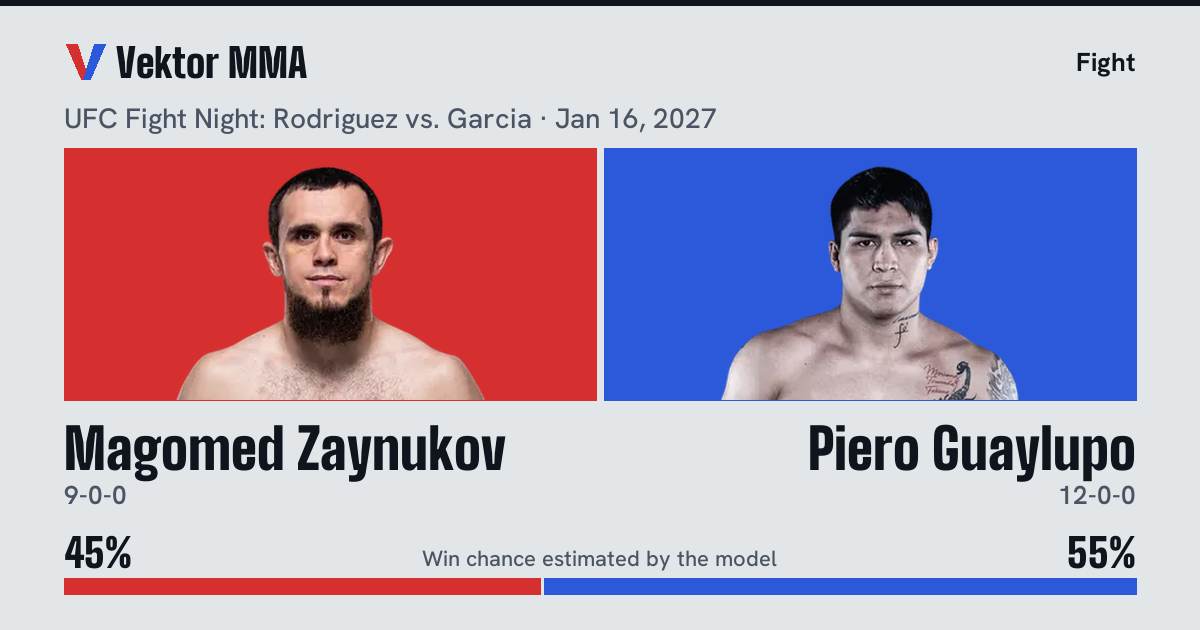 Vektor MMA
Fight
UFC Fight Night: Rodriguez vs. Garcia · Jan 16, 2027
Magomed Zaynukov
Piero Guaylupo
9-0-0
12-0-0
45%
Win chance estimated by the model
55%